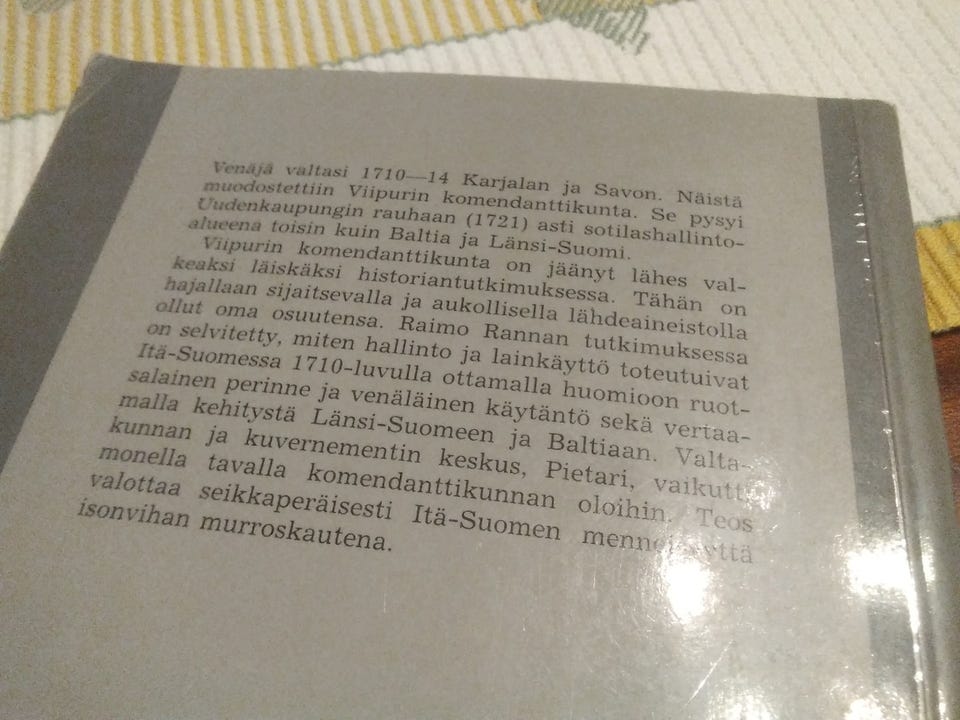 Venäjä valtasi 1710—14 Karjalan ja Savon. Näistä
muodostettiin Viipurin komendanttikunta. Se pysyi
Uudenkaupungin rauhaan (1721) asti sotilashallinto-
alueena toisin kuin Baltia ja Länsi-Suomi.
Viipurin komendanttikunta on jäänyt lähes val-
keaksi läiskäksi historiantutkimuksessa. Tähän on
hajallaan sijaitsevalla ja aukollisella lähdeaineistolla
ollut oma osuutensa. Raimo Rannan tutkimuksessa
on selvitetty, miten hallinto ja lainkäyttö toteutuivat
Itä-Suomessa 1710-luvulla ottamalla huomioon ruot-
salainen perinne ja venäläinen käytäntö sekä vertaa-
malla kehitystä Länsi-Suomeen ja Baltiaan. Valta-
kunnan ja kuvernementin keskus, Pietari, vaikutti
monella tavalla komendanttikunnan oloihin. Teos
valottaa seikkaperäisesti Itä-Suomen menneisyyttä
isonvihan murroskautena.